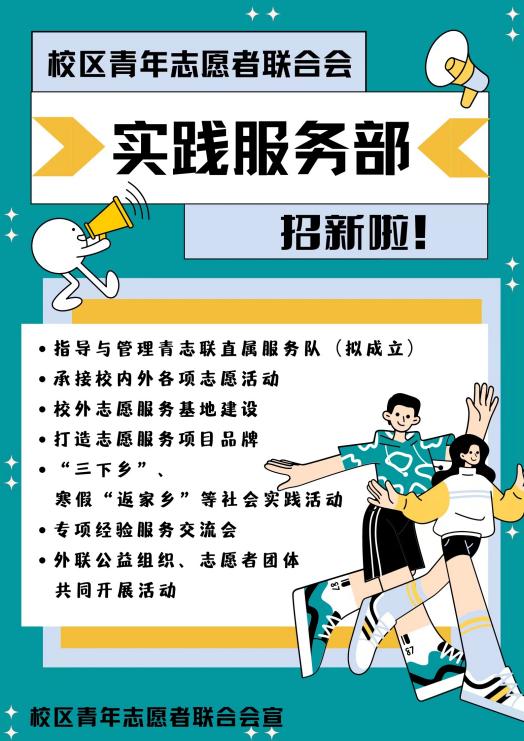 校区青年志愿者联合会
实践服务部
招新啦!
• 指导与管理青志联直属服务队（拟成立）
• 承接校内外各项志愿活动
• 校外志愿服务基地建设
• 打造志愿服务项目品牌
• “三下乡”、
寒假“返家乡”等社会实践活动
• 专项经验服务交流会
• 外联公益组织、志愿者团体
共同开展活动
87
87
校区青年志愿者联合会宣